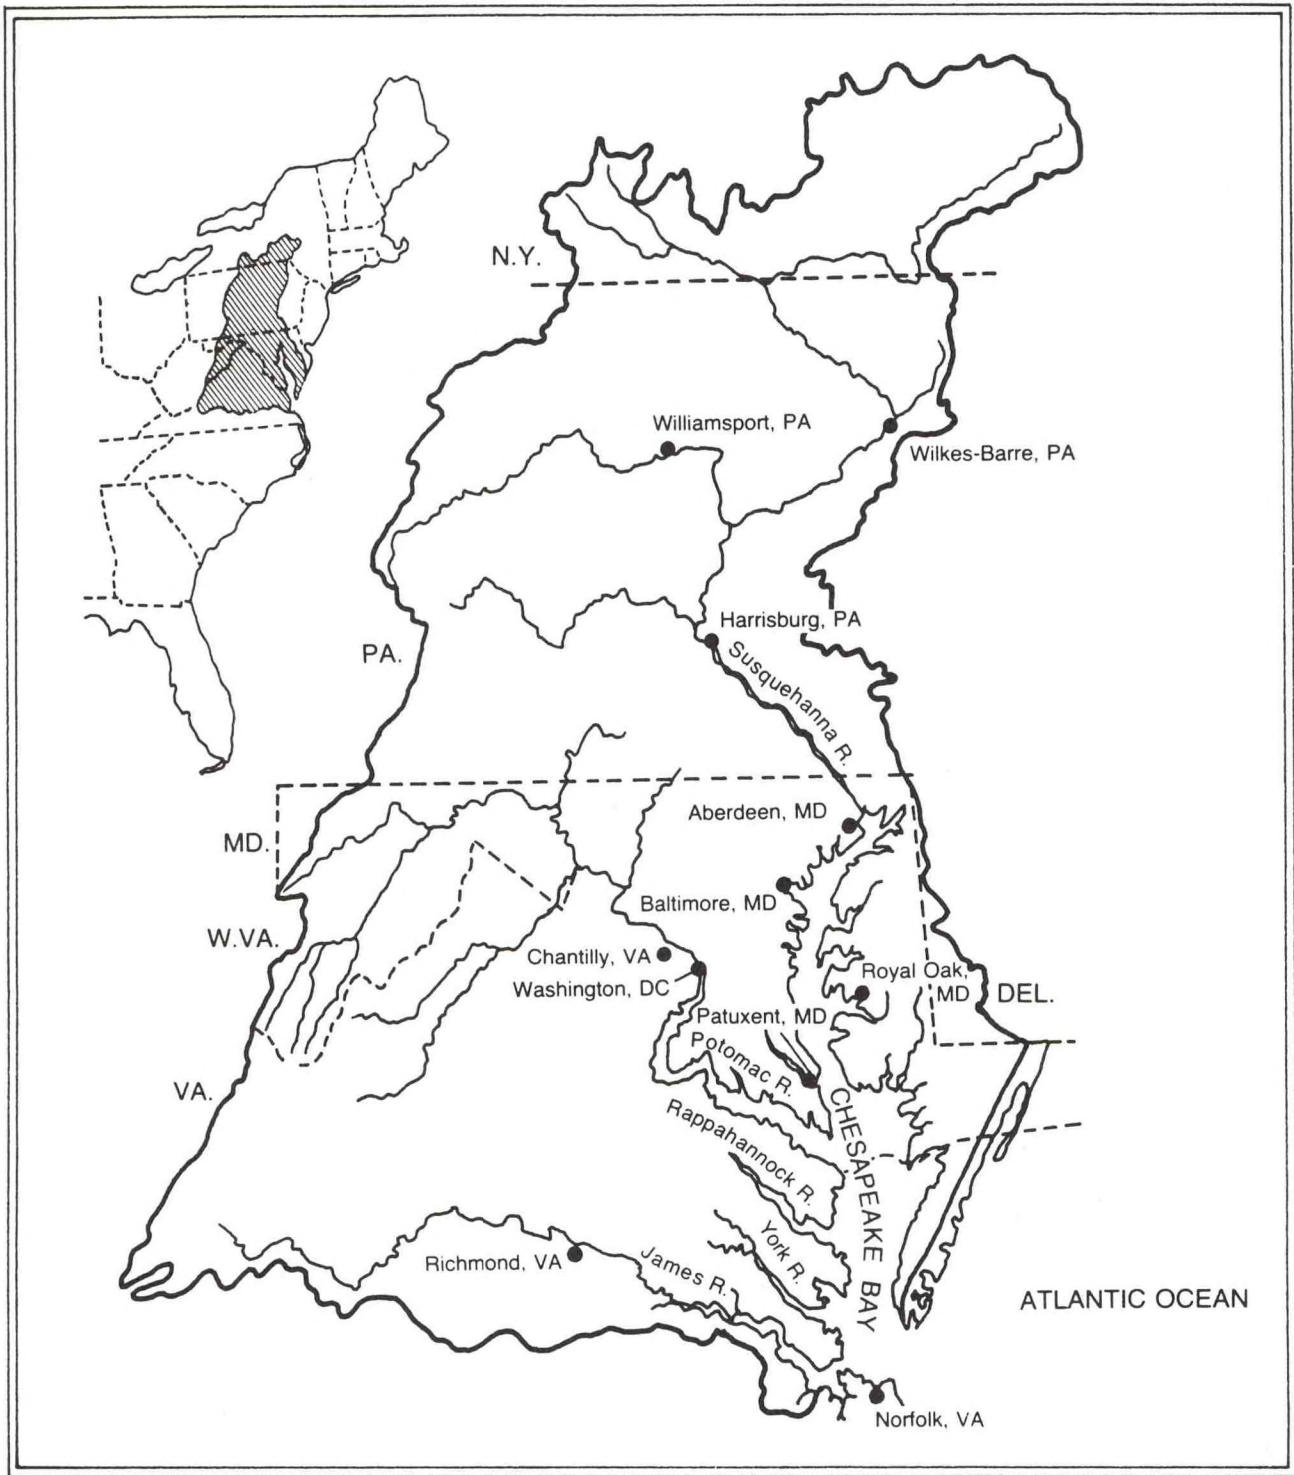 N.Y.
Williamsport, PA
Wilkes-Barre, PA
Harrisburg, PA
Susquehanna R.
PA.
Aberdeen, MD
MD.
Baltimore, MD
W.VA.
Chantilly, VA
Washington, DC
Royal Oak,
MD
DEL.
Patuxent, MD
Potomac R.
VA.
Rappahannock R.
CHESAPEAKE BAY
York R.
James R.
Richmond, VA
ATLANTIC OCEAN
Norfolk, VA